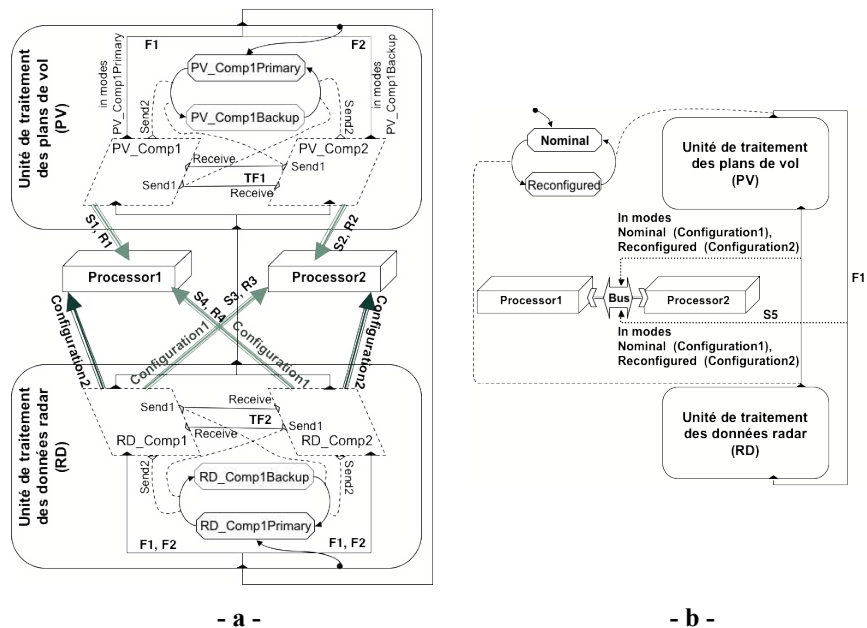 F1
F2
in modes
PV_Comp1Primary
in modes
PV_Comp1Backup
PV_Comp1Primary
PV_Comp1Backup
Send2
Send2
Unité de traitement
des plans de vol
(PV)
PV_Comp1
PV_Comp2
Receive
Send1
TF1
Send1
Receive
S1, R1
S2, R2
Processor1
Processor2
S4, R4
S3, R3
Configuration2
Configuration1
Configuration1
Configuration2
Unité de traitement
des données radar
(RD)
Receive
Send1
TF2
Send1
Receive
RD_Comp1
RD_Comp2
Send2
Send2
RD_Comp1Backup
RD_Comp1Primary
F1, F2
F1, F2
- a -
Nominal
Reconfigured
Unité de traitement
des plans de vol
(PV)
In modes
Nominal (Configuration1),
Reconfigured (Configuration2)
F1
Processor1
Bus
Processor2
S5
In modes
Nominal (Configuration1),
Reconfigured (Configuration2)
Unité de traitement
des données radar
(RD)
- b -